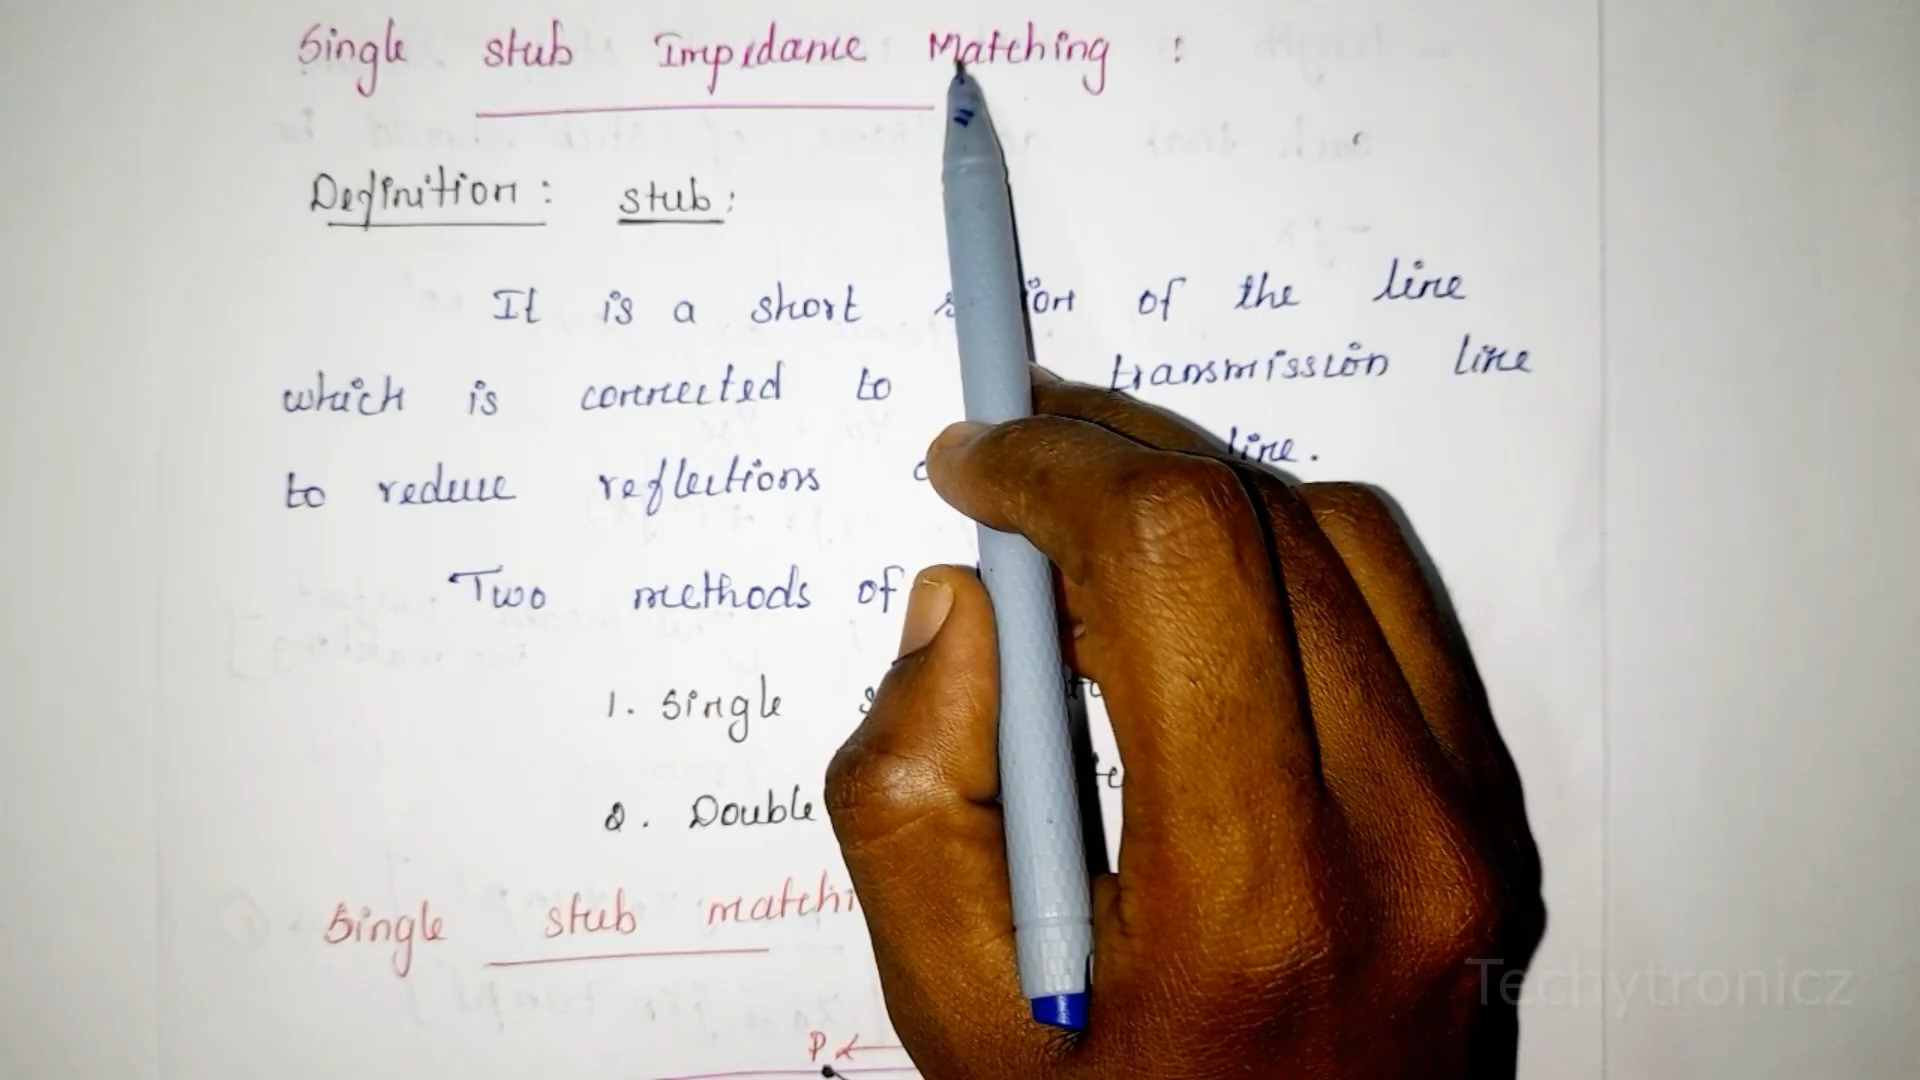 Single stub Impedance Matching :
Definition : stub:
It is a short of the line
which is connected to transmission line
to reduce reflections line.
Two methods of
1. Single
2. Double
Single stub matchi
P
Techytronicz